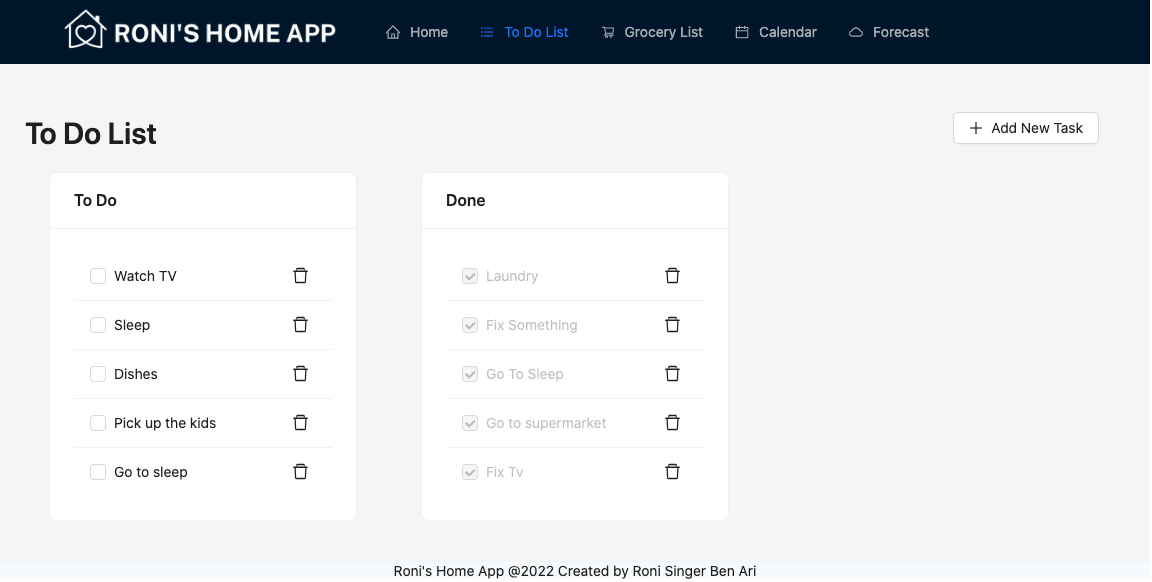 RONI'S HOME APP
Home
To Do List
Grocery List
Calendar
Forecast
To Do List
Add New Task
To Do
Watch TV
Sleep
Dishes
Pick up the kids
Go to sleep
Done
Laundry
Fix Something
Go To Sleep
Go to supermarket
Fix Tv
Roni's Home App @2022 Created by Roni Singer Ben Ari